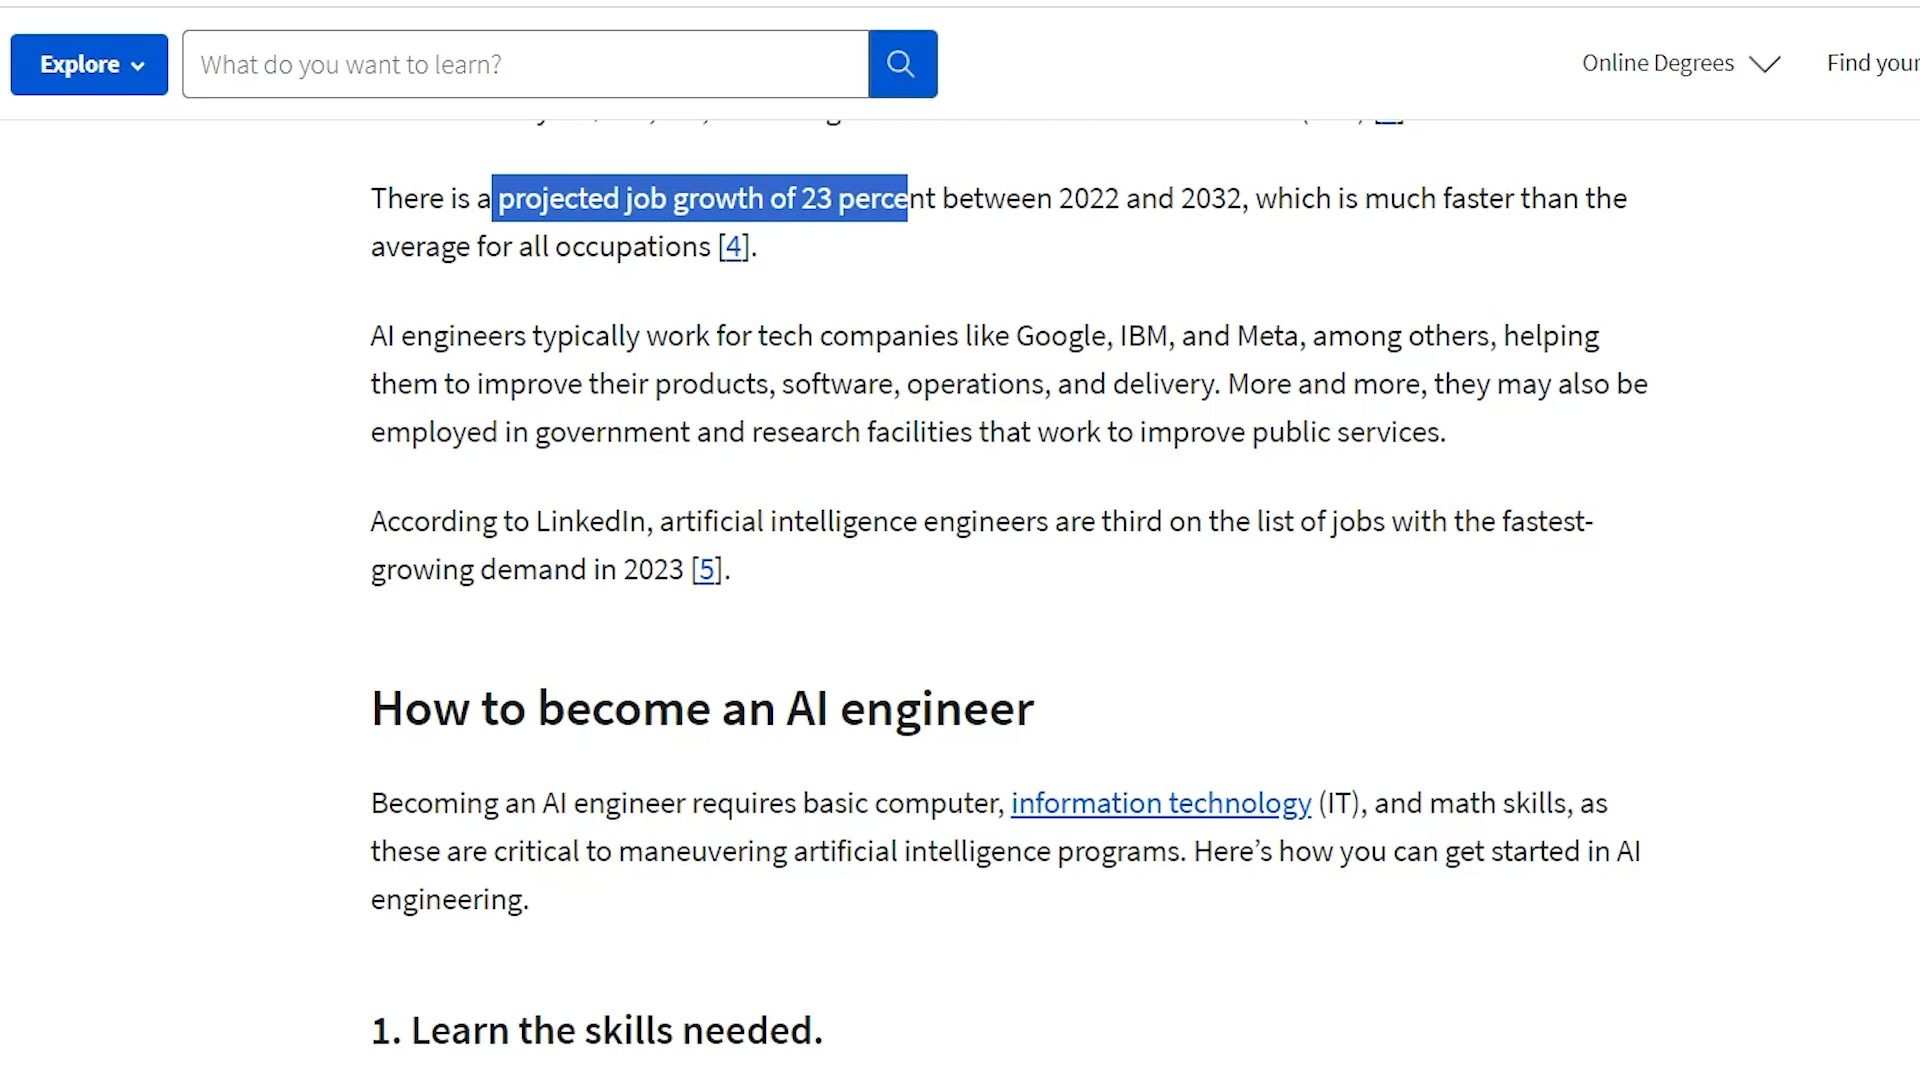 Explore
What do you want to learn?
Online Degrees
Find your
There is a projected job growth of 23 percent between 2022 and 2032, which is much faster than the
average for all occupations [4].
AI engineers typically work for tech companies like Google, IBM, and Meta, among others, helping
them to improve their products, software, operations, and delivery. More and more, they may also be
employed in government and research facilities that work to improve public services.
According to LinkedIn, artificial intelligence engineers are third on the list of jobs with the fastest-
growing demand in 2023 [5].
How to become an AI engineer
Becoming an AI engineer requires basic computer, information technology (IT), and math skills, as
these are critical to maneuvering artificial intelligence programs. Here’s how you can get started in AI
engineering.
1. Learn the skills needed.